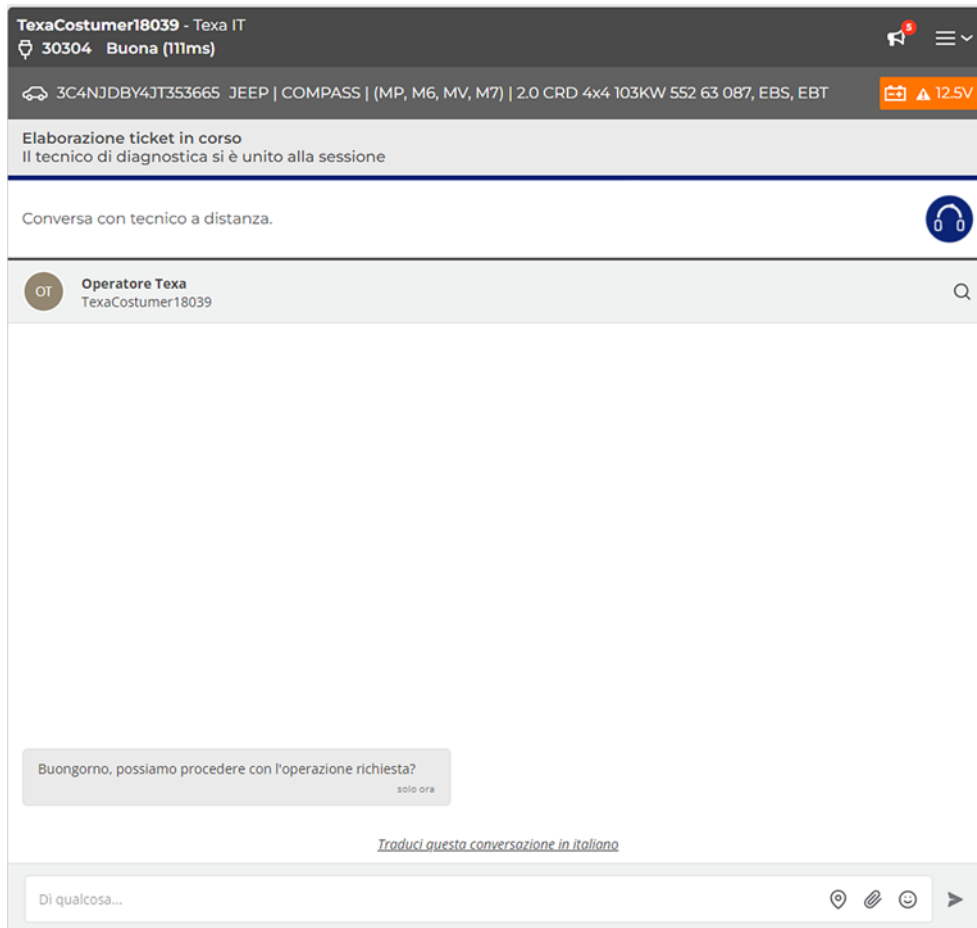 TexaCostumer18039 - Texa IT
30304 Buona (111ms)
5
3C4NJDBY4JT353665 JEEP | COMPASS | (MP, M6, MV, M7) | 2.0 CRD 4x4 103KW 552 63 087, EBS, EBT
12.5V
Elaborazione ticket in corso
Il tecnico di diagnostica si è unito alla sessione
Conversa con tecnico a distanza.
OT
Operatore Texa
TexaCostumer18039
Buongorno, possiamo procedere con l'operazione richiesta?
solo ora
Traduci questa conversazione in italiano
Di qualcosa...